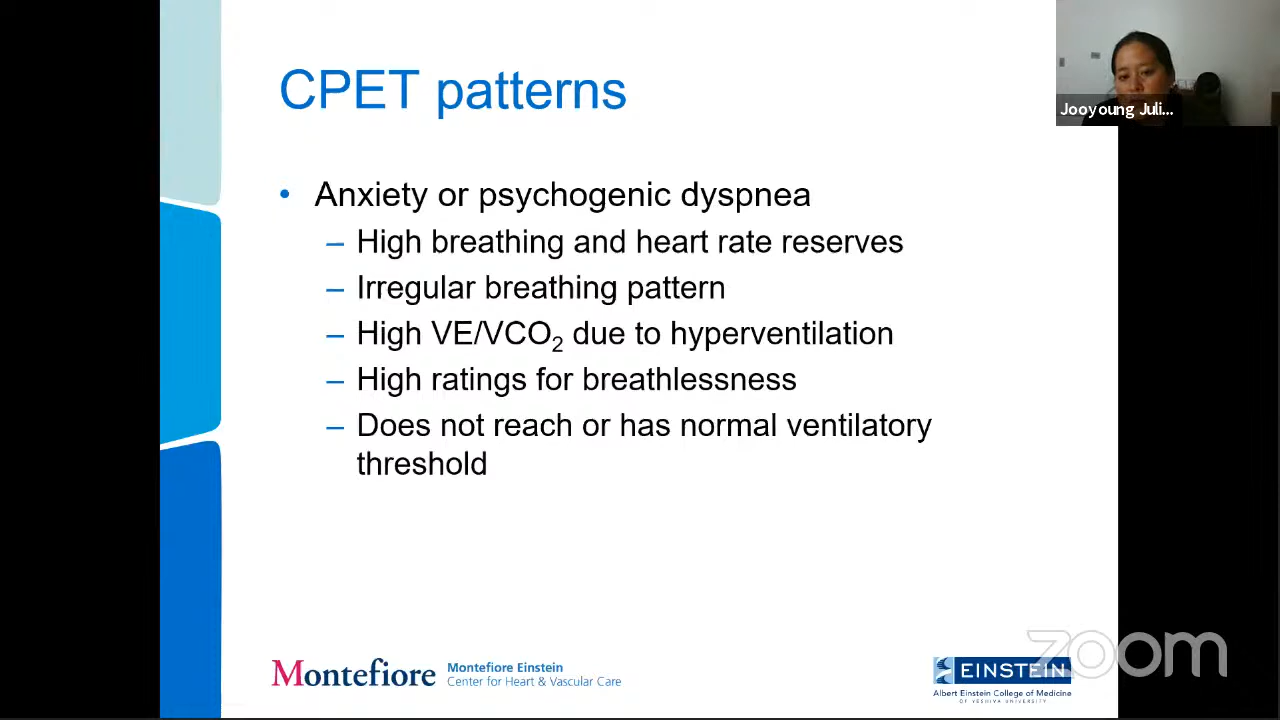 CPET patterns
Jooyoung Juli...
• Anxiety or psychogenic dyspnea
– High breathing and heart rate reserves
– Irregular breathing pattern
– High VE/VCO₂ due to hyperventilation
– High ratings for breathlessness
– Does not reach or has normal ventilatory
threshold
Montefiore
Montefiore Einstein
Center for Heart & Vascular Care
EINSTEIN
Albert Einstein College of Medicine
OF YESHIVA UNIVERSITY
zoom